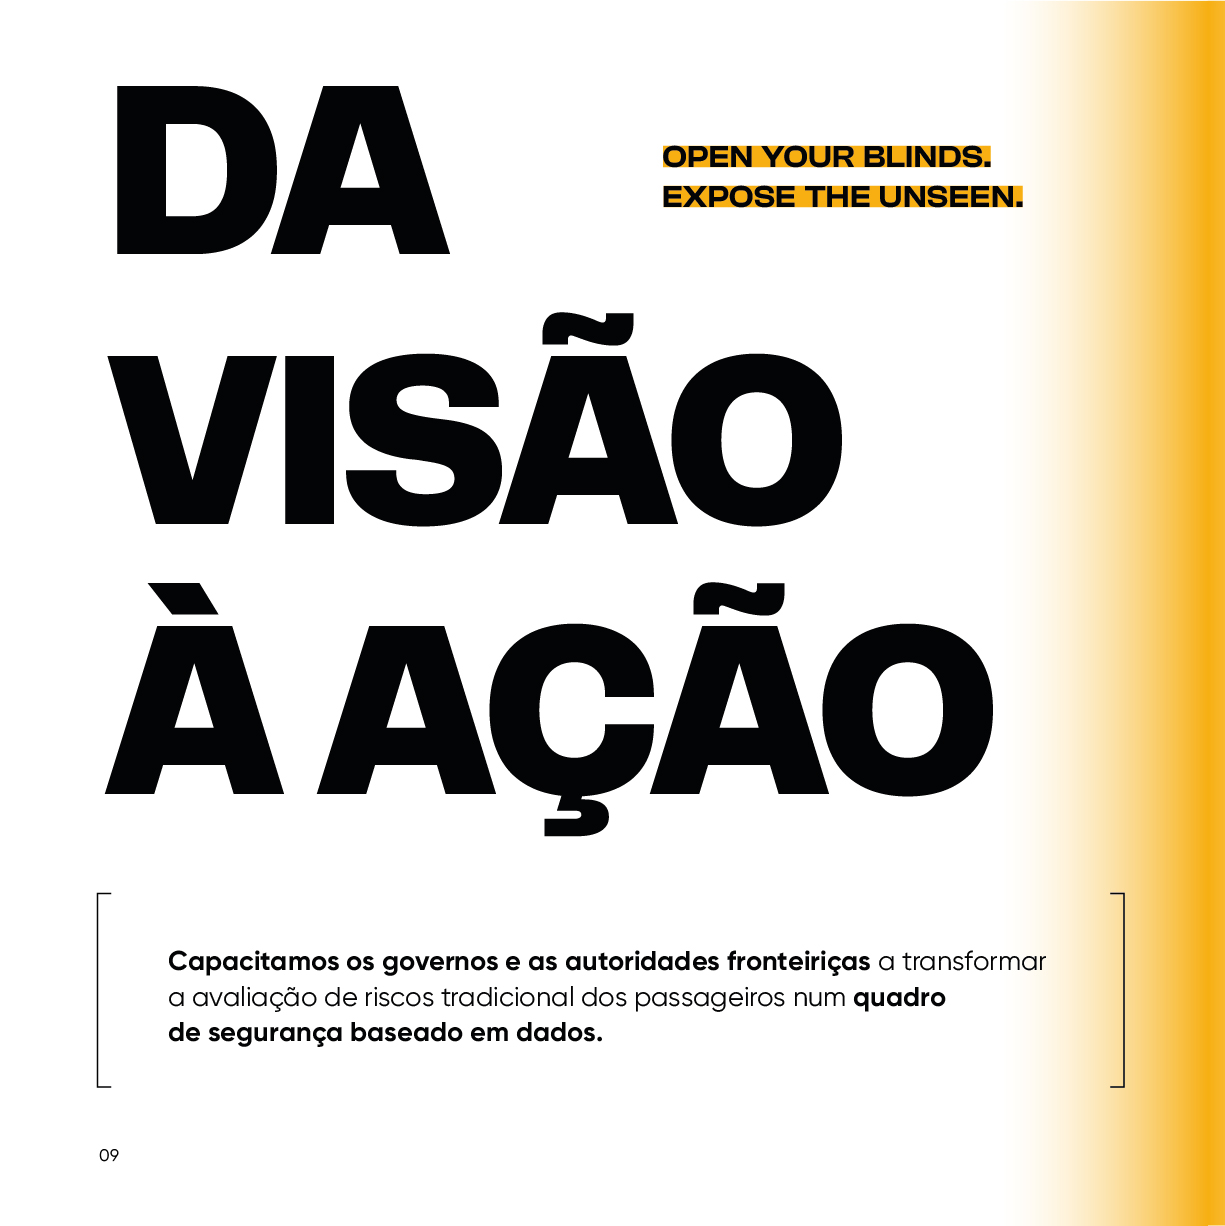 DA
OPEN YOUR BLINDS.
EXPOSE THE UNSEEN.
VISÃO
À AÇÃO
Capacitamos os governos e as autoridades fronteiriças a transformar
a avaliação de riscos tradicional dos passageiros num quadro
de segurança baseado em dados.
09